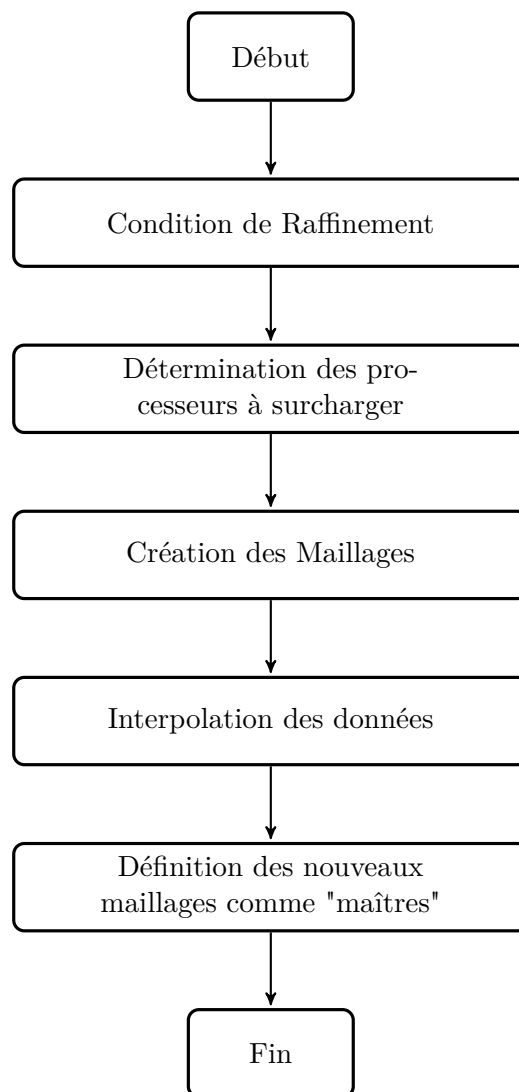 Début
Condition de Raffinement
Détermination des pro-
cesseurs à surcharger
Création des Maillages
Interpolation des données
Définition des nouveaux
maillages comme "maîtres"
Fin